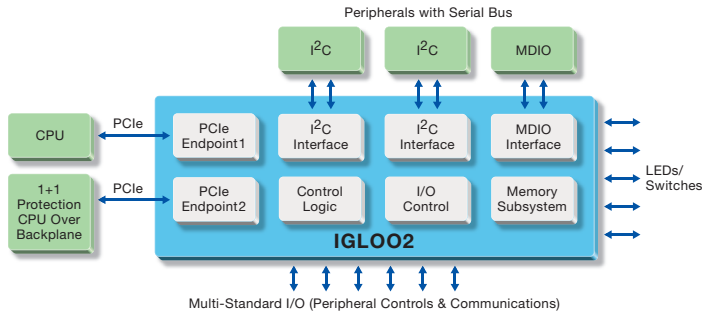 Peripherals with Serial Bus
I²C
I²C
MDIO
CPU
PCIe
PCIe
Endpoint1
I²C
Interface
I²C
Interface
MDIO
Interface
LEDs/
Switches
1+1
Protection
CPU Over
Backplane
PCIe
PCIe
Endpoint2
Control
Logic
I/O
Control
Memory
Subsystem
IGLOO2
Multi-Standard I/O (Peripheral Controls & Communications)